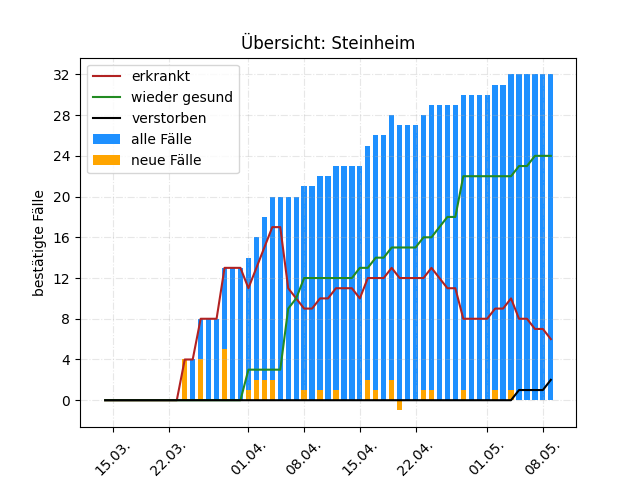 Übersicht: Steinheim
erkrankt
wieder gesund
verstorben
alle Fälle
neue Fälle
bestätigte Fälle
32
28
24
20
16
12
8
4
0
15.03.
22.03.
01.04.
08.04.
15.04.
22.04.
01.05.
08.05.